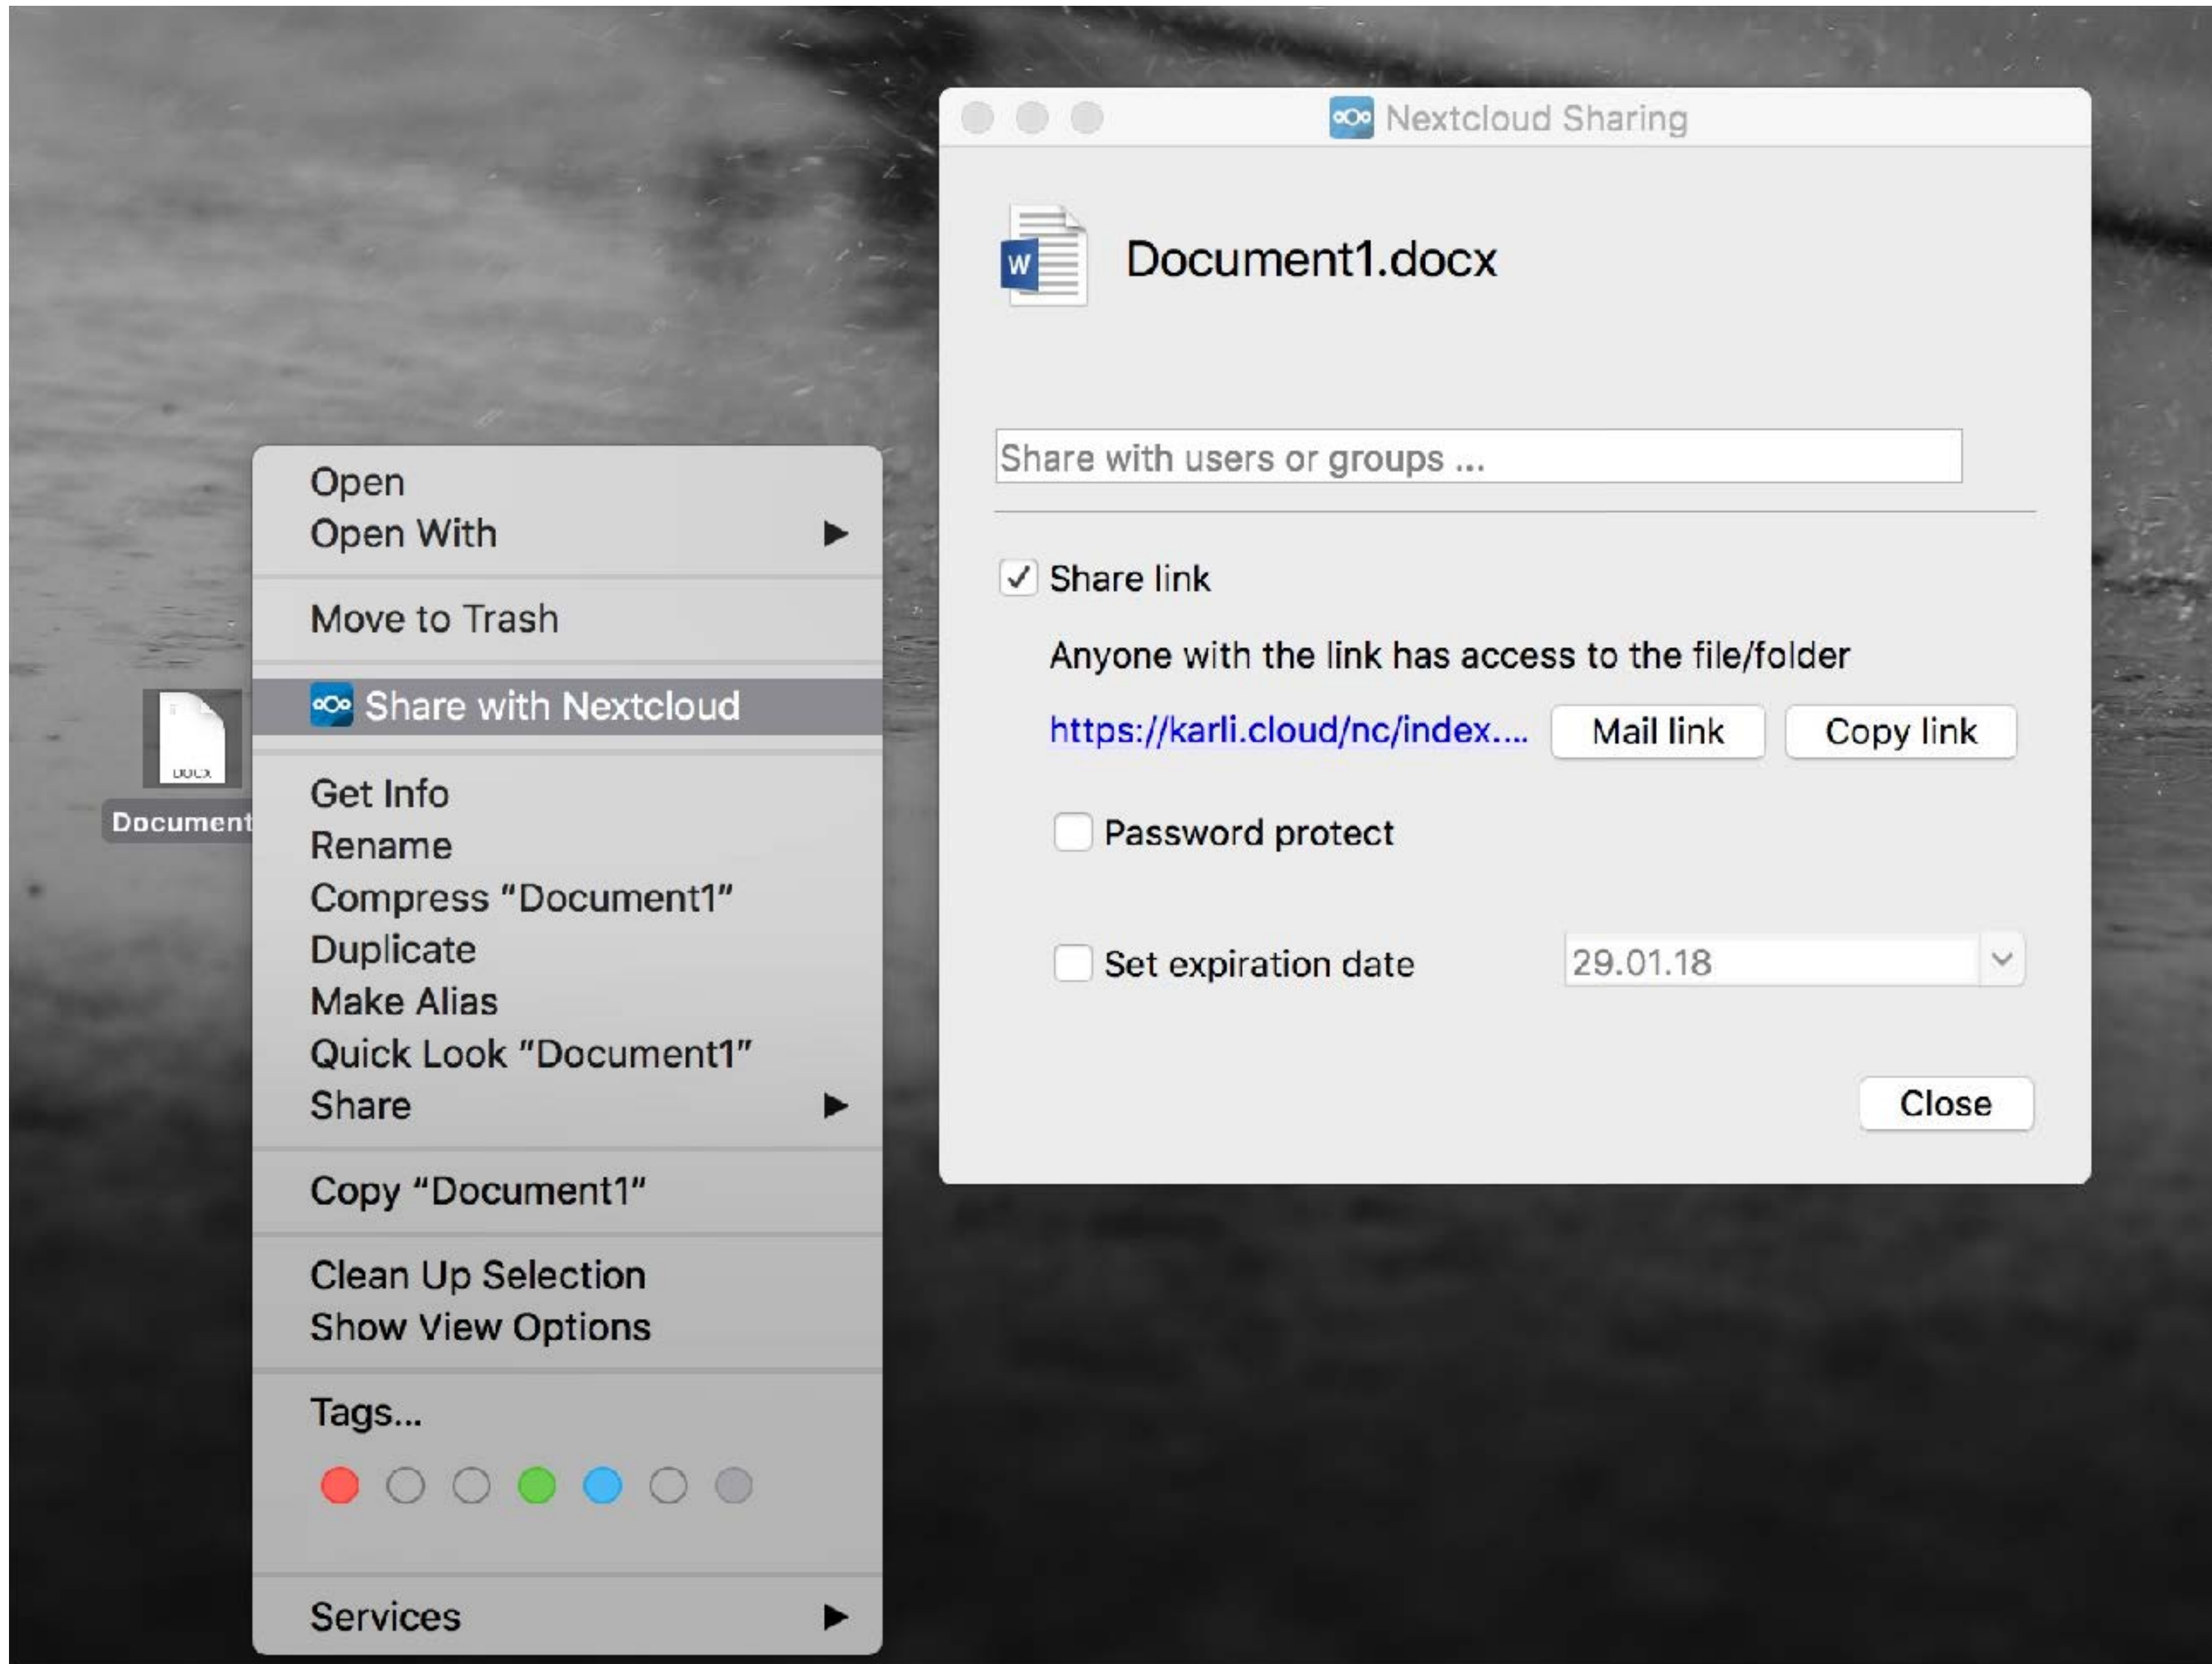 Nextcloud Sharing
W
Document1.docx
Share with users or groups ...
Share link
Anyone with the link has access to the file/folder
https://karli.cloud/nc/index....
Mail link
Copy link
Password protect
Set expiration date
29.01.18
Close
DOCX
Document
Open
Open With
Move to Trash
Share with Nextcloud
Get Info
Rename
Compress “Document1”
Duplicate
Make Alias
Quick Look “Document1”
Share
Copy “Document1”
Clean Up Selection
Show View Options
Tags...
Services